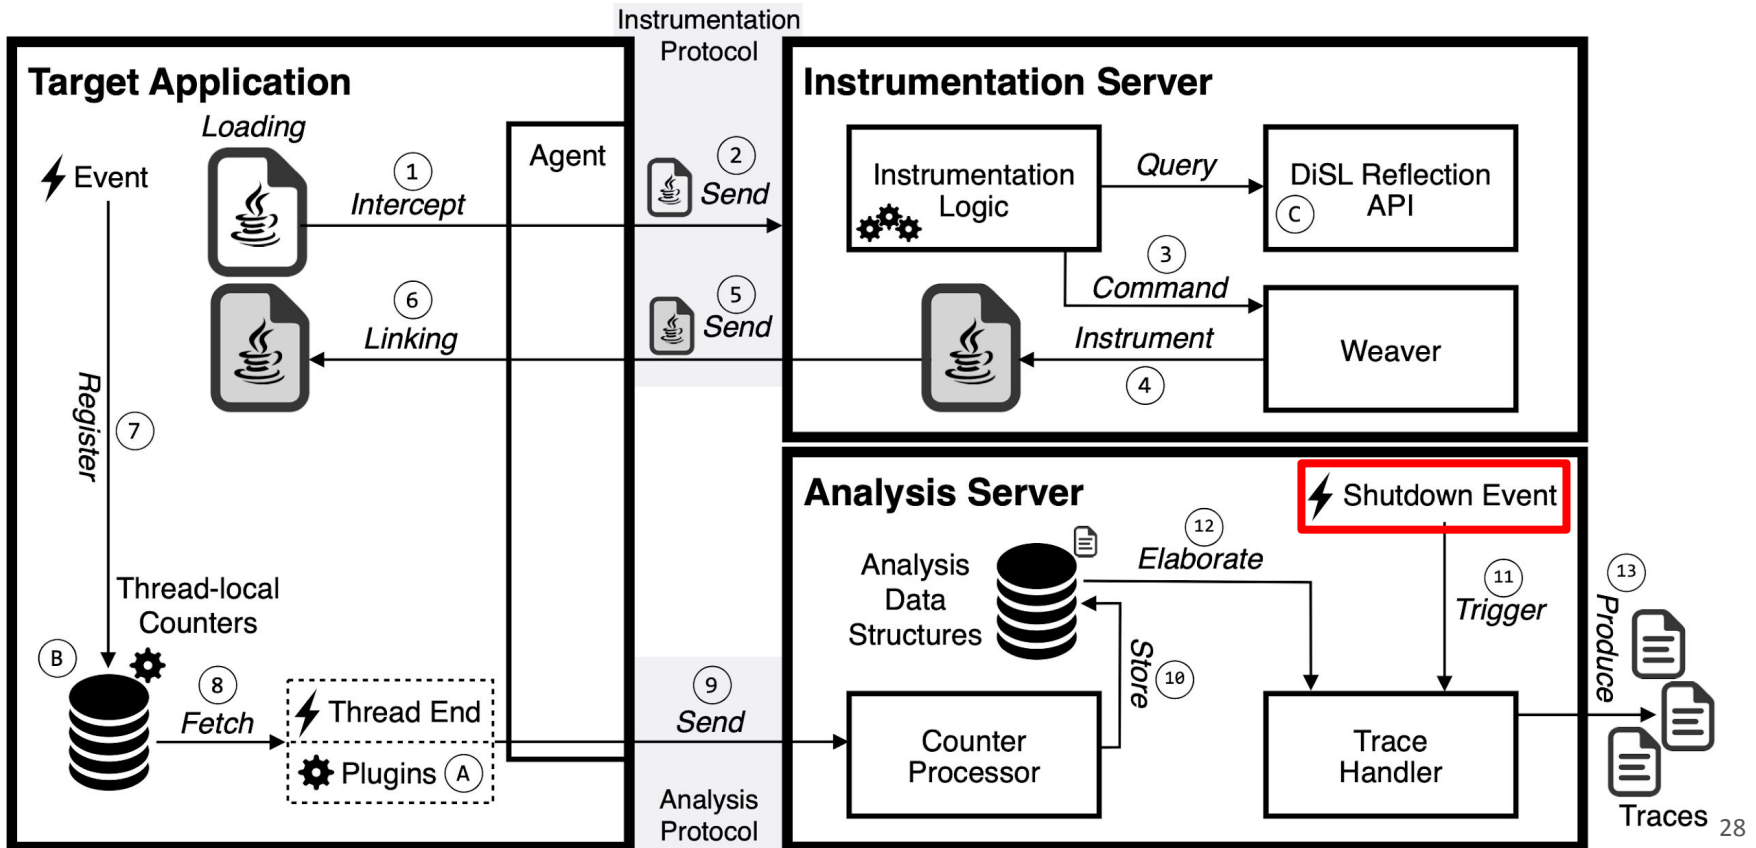 Instrumentation
Protocol
Target Application
Loading
Event
1
Intercept
Agent
2
Send
6
Linking
5
Send
Register
7
Thread-local
Counters
B
8
Fetch
Thread End
Plugins A
9
Send
Analysis
Protocol
Instrumentation Server
Instrumentation
Logic
Query
DiSL Reflection
API
C
3
Command
Instrument
4
Weaver
Analysis Server
Shutdown Event
12
Elaborate
Analysis
Data
Structures
11
Trigger
Store
10
Counter
Processor
Trace
Handler
13
Produce
Traces
28